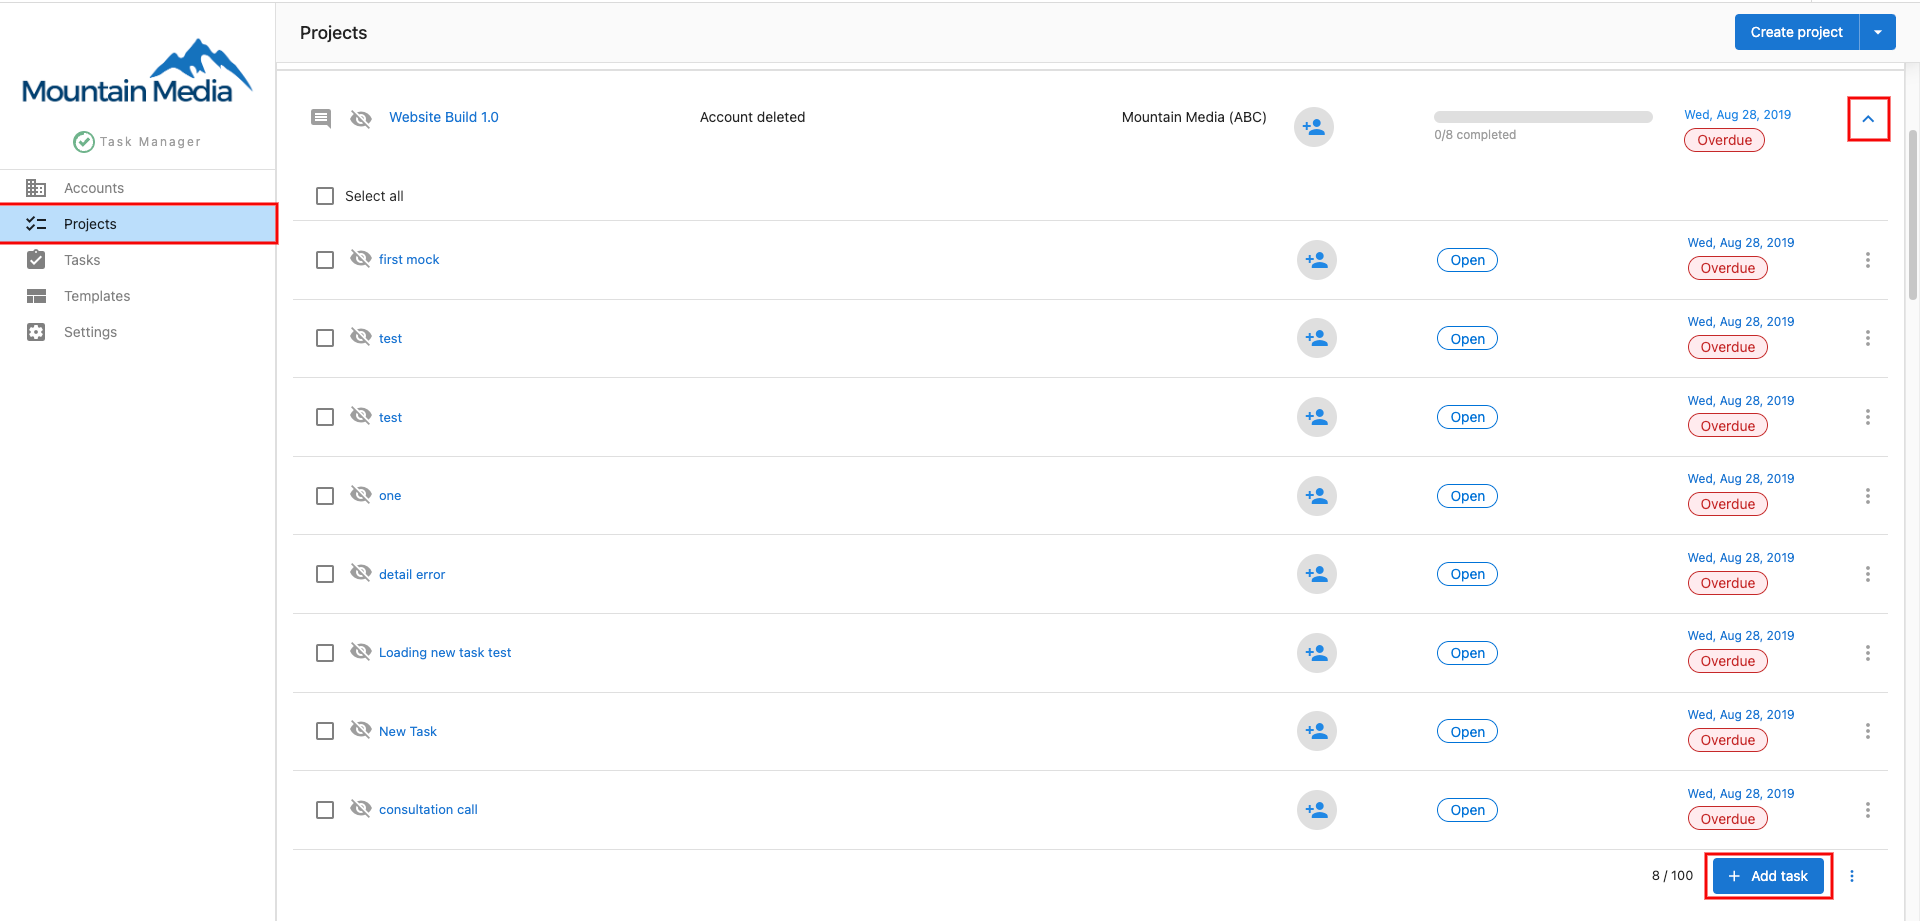 Mountain Media
Task Manager
Accounts
Projects
Tasks
Templates
Settings
Projects
Create project
Website Build 1.0 Account deleted Mountain Media (ABC) 0/8 completed Wed, Aug 28, 2019 Overdue
Select all
first mock Open Wed, Aug 28, 2019 Overdue
test Open Wed, Aug 28, 2019 Overdue
test Open Wed, Aug 28, 2019 Overdue
one Open Wed, Aug 28, 2019 Overdue
detail error Open Wed, Aug 28, 2019 Overdue
Loading new task test Open Wed, Aug 28, 2019 Overdue
New Task Open Wed, Aug 28, 2019 Overdue
consultation call Open Wed, Aug 28, 2019 Overdue
8 / 100 + Add task